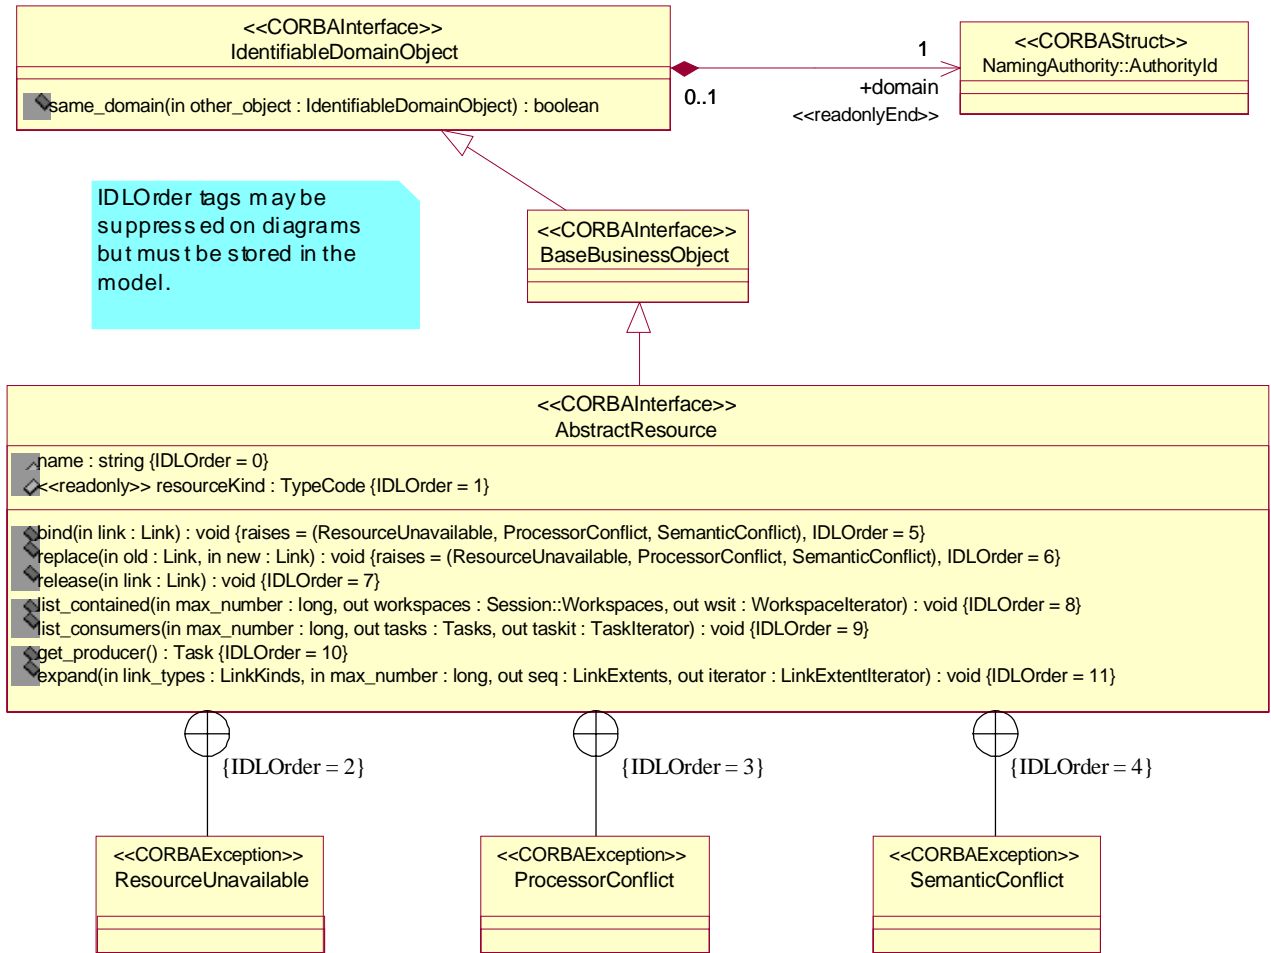 <<CORBAInterface>>
IdentifiableDomainObject
same_domain(in other_object : IdentifiableDomainObject) : boolean
1
0..1
+domain
<<readonlyEnd>>
<<CORBAStruct>>
NamingAuthority::AuthorityId
IDLOrder tags may be
suppressed on diagrams
but must be stored in the
model.
<<CORBAInterface>>
BaseBusinessObject
<<CORBAInterface>>
AbstractResource
name : string {IDLOrder = 0}
<<readonly>> resourceKind : TypeCode {IDLOrder = 1}
bind(in link : Link) : void {raises = (ResourceUnavailable, ProcessorConflict, SemanticConflict), IDLOrder = 5}
replace(in old : Link, in new : Link) : void {raises = (ResourceUnavailable, ProcessorConflict, SemanticConflict), IDLOrder = 6}
release(in link : Link) : void {IDLOrder = 7}
list_contained(in max_number : long, out workspaces : Session::Workspaces, out wsit : WorkspaceIterator) : void {IDLOrder = 8}
list_consumers(in max_number : long, out tasks : Tasks, out taskit : TaskIterator) : void {IDLOrder = 9}
get_producer() : Task {IDLOrder = 10}
expand(in link_types : LinkKinds, in max_number : long, out seq : LinkExtents, out iterator : LinkExtentIterator) : void {IDLOrder = 11}
{IDLOrder = 2}
{IDLOrder = 3}
{IDLOrder = 4}
<<CORBAException>>
ResourceUnavailable
<<CORBAException>>
ProcessorConflict
<<CORBAException>>
SemanticConflict